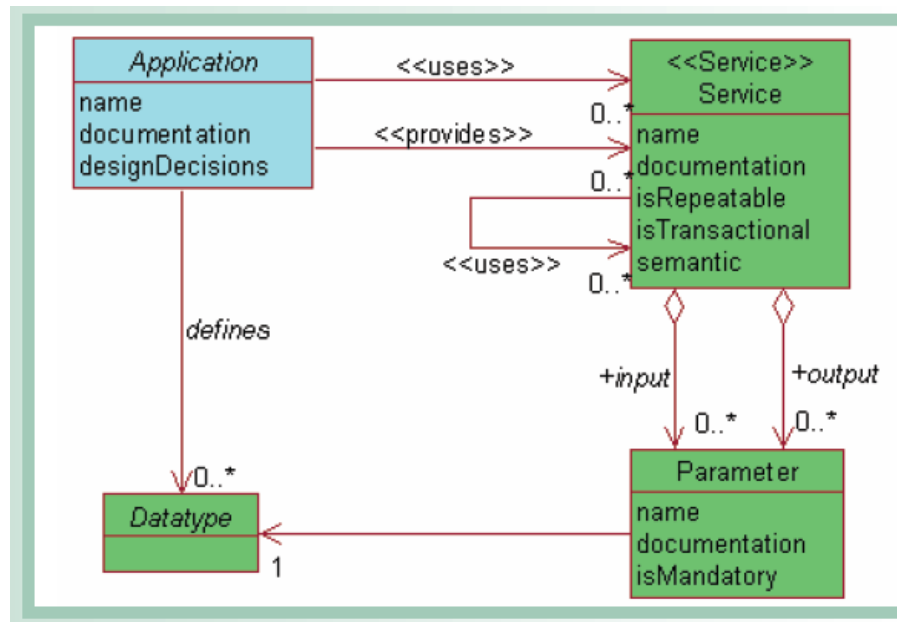 Application
name
documentation
designDecisions
<<uses>>
0..*
<<provides>>
0..*
<<uses>>
0..*
<<Service>>
Service
name
documentation
isRepeatable
isTransactional
semantic
defines
0..*
+input
0..*
+output
0..*
Datatype
1
Parameter
name
documentation
isMandatory